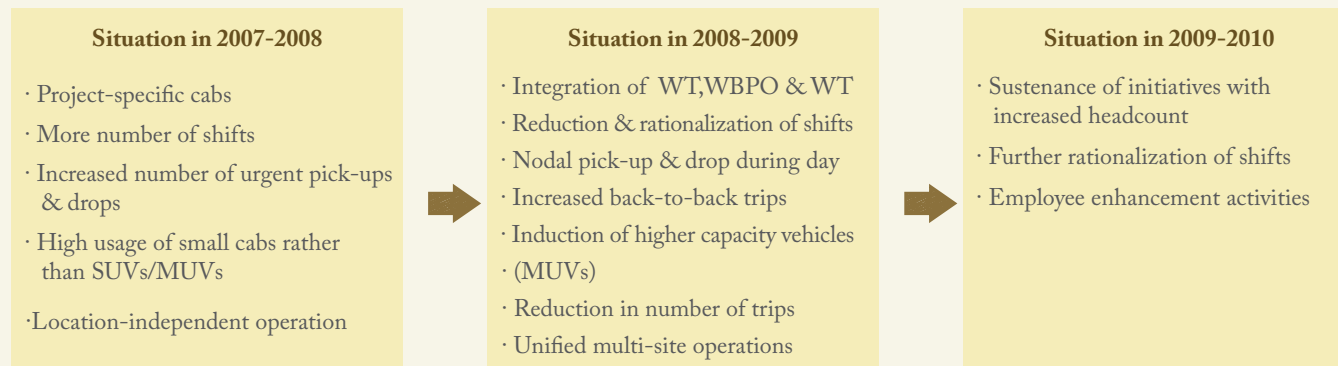 Situation in 2007-2008
· Project-specific cabs
· More number of shifts
· Increased number of urgent pick-ups
& drops
· High usage of small cabs rather
than SUVs/MUVs
·Location-independent operation
Situation in 2008-2009
· Integration of WT,WBPO & WT
· Reduction & rationalization of shifts
· Nodal pick-up & drop during day
· Increased back-to-back trips
· Induction of higher capacity vehicles
· (MUVs)
· Reduction in number of trips
· Unified multi-site operations
Situation in 2009-2010
· Sustenance of initiatives with
increased headcount
· Further rationalization of shifts
· Employee enhancement activities